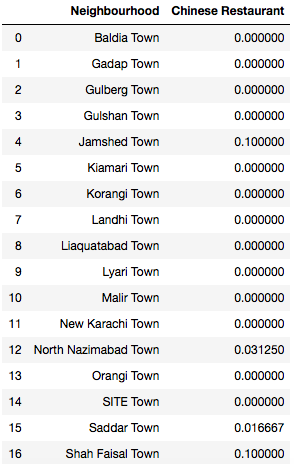 Neighbourhood Chinese Restaurant
0 Baldia Town 0.000000
1 Gadap Town 0.000000
2 Gulberg Town 0.000000
3 Gulshan Town 0.000000
4 Jamshed Town 0.100000
5 Kiamari Town 0.000000
6 Korangi Town 0.000000
7 Landhi Town 0.000000
8 Liaquatabad Town 0.000000
9 Lyari Town 0.000000
10 Malir Town 0.000000
11 New Karachi Town 0.000000
12 North Nazimabad Town 0.031250
13 Orangi Town 0.000000
14 SITE Town 0.000000
15 Saddar Town 0.016667
16 Shah Faisal Town 0.100000